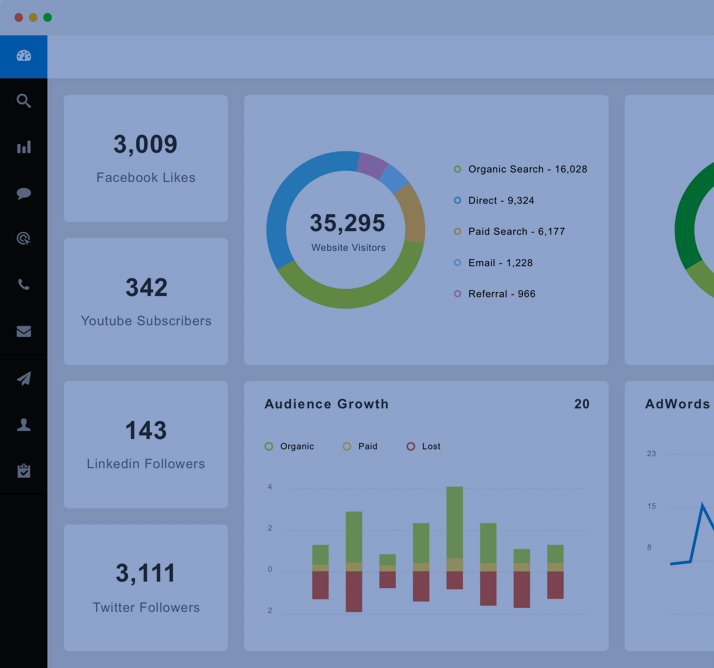 3,009
Facebook Likes
342
Youtube Subscribers
143
Linkedin Followers
3,111
Twitter Followers
35,295
Website Visitors
Organic Search - 16,028
Direct - 9,324
Paid Search - 6,177
Email - 1,228
Referral - 966
Audience Growth 20
Organic Paid Lost
4
2
0
2
AdWords
23
15
8